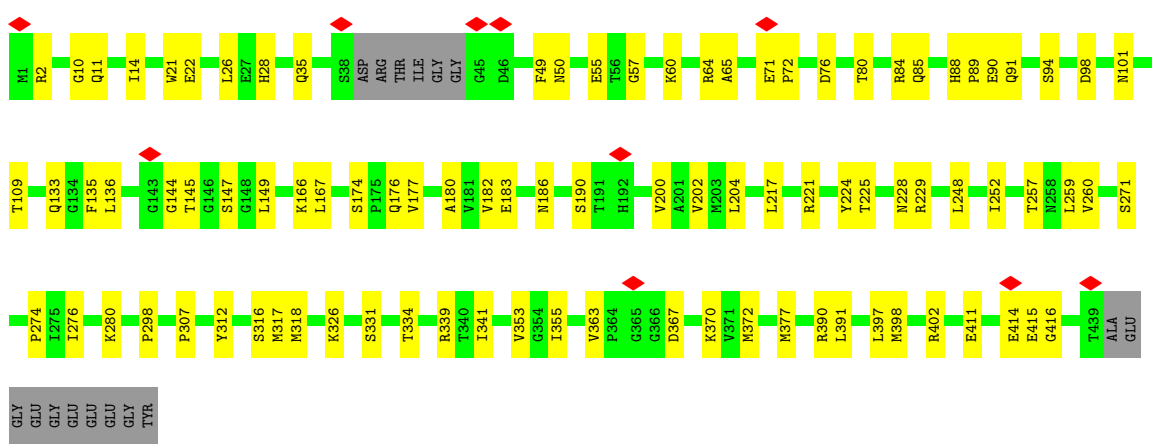 M1 R2 G10 Q11 I14 W21 E22 L26 E27 H28 Q35 S38 ASP ARG THR ILE GLY GLY G45 D46 F49 N50 E55 T56 G57 K60 R64 A65 E71 P72 D76 T80 R84 Q85 H88 P89 E90 Q91 S94 D98 N101
T109 Q133 G134 F135 L136 G143 G144 T145 G146 S147 G148 L149 K166 L167 S174 P175 Q176 V177 A180 V181 V182 E183 N186 S190 T191 H192 V200 A201 V202 M203 L204 L217 R221 Y224 T225 N228 R229 L248 I252 T257 N258 L259 V260 S271
P274 I275 I276 K280 P298 P307 Y312 S316 M317 M318 K326 S331 T334 R339 T340 I341 V353 G354 I355 V363 P364 G365 G366 D367 K370 V371 M372 M377 R390 L391 L397 M398 R402 E411 E414 E415 G416 T439 ALA GLU
GLY GLU GLY GLU GLU GLU GLY TYR